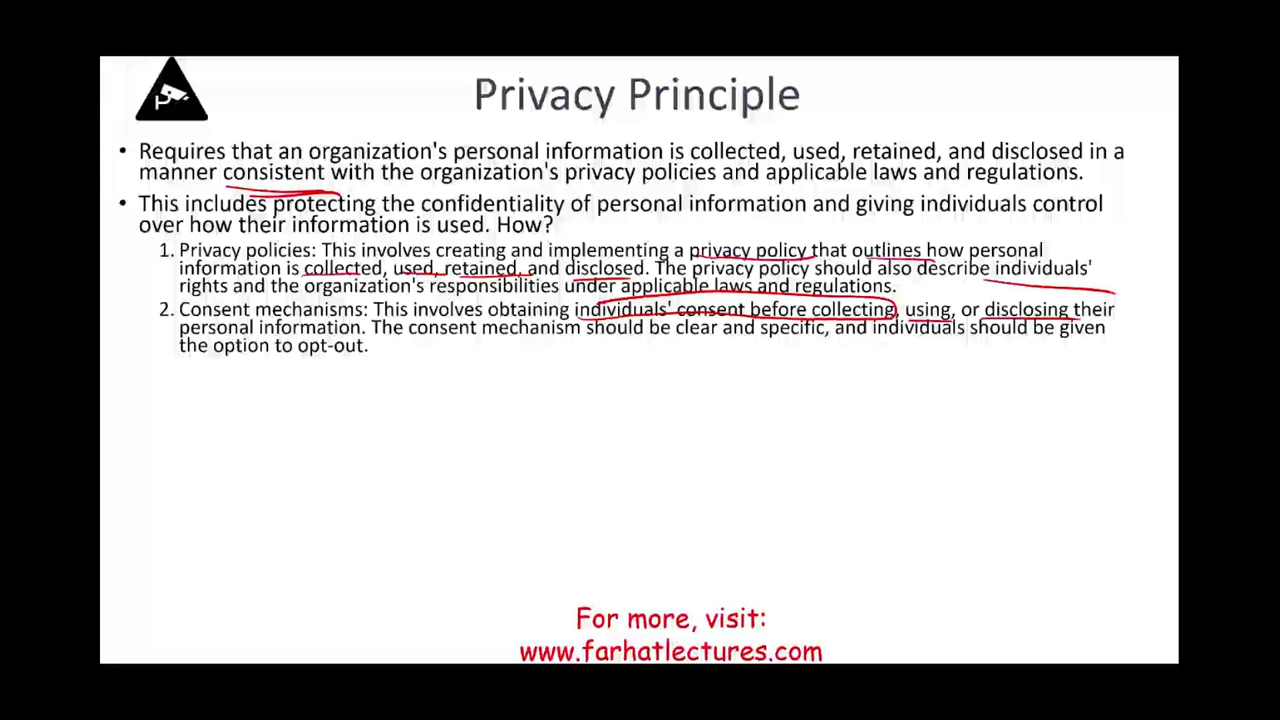 Privacy Principle
• Requires that an organization's personal information is collected, used, retained, and disclosed in a
manner consistent with the organization's privacy policies and applicable laws and regulations.
• This includes protecting the confidentiality of personal information and giving individuals control
over how their information is used. How?
1. Privacy policies: This involves creating and implementing a privacy policy that outlines how personal
information is collected, used, retained, and disclosed. The privacy policy should also describe individuals'
rights and the organization's responsibilities under applicable laws and regulations.
2. Consent mechanisms: This involves obtaining individuals' consent before collecting, using, or disclosing their
personal information. The consent mechanism should be clear and specific, and individuals should be given
the option to opt-out.
For more, visit:
www.farhatlectures.com